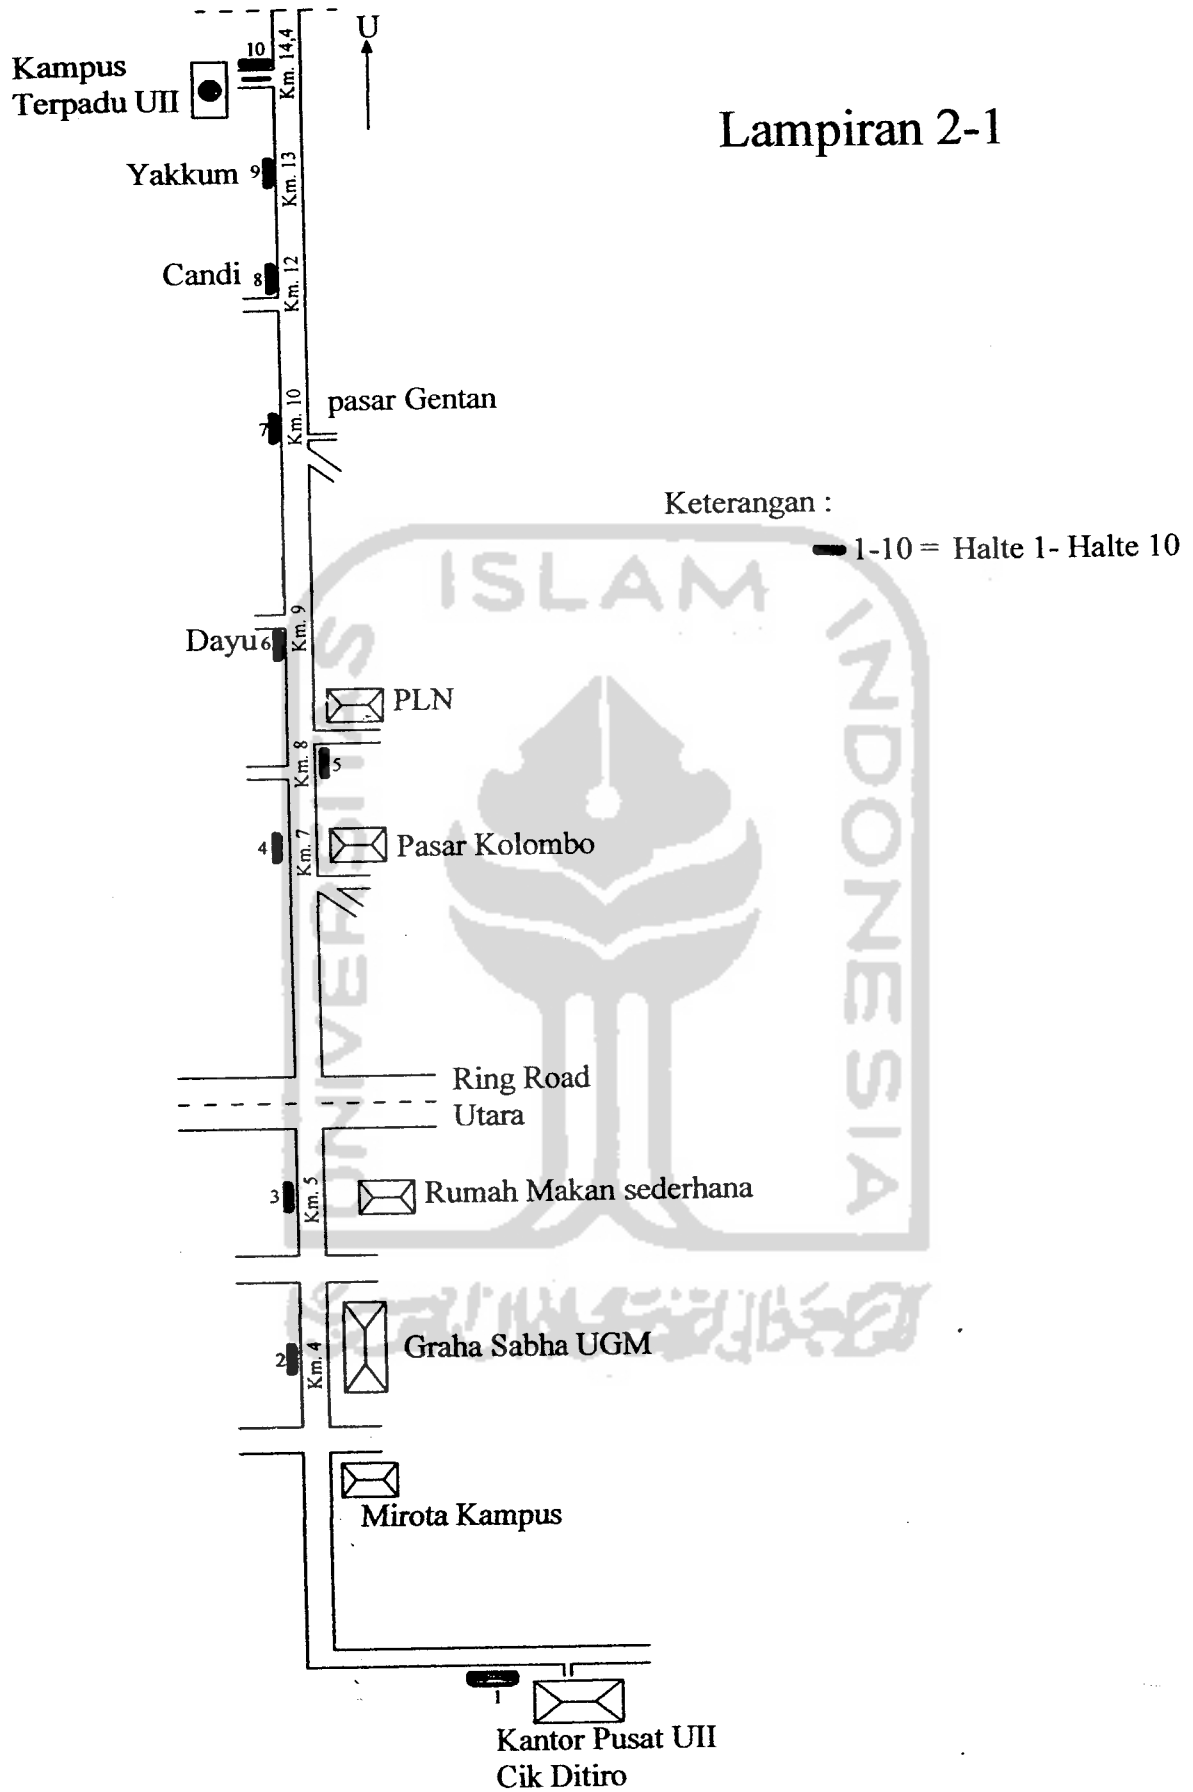 U
Lampiran 2-1
10
Km. 14,4
Kampus
Terpadu UII
Yakkum
9
Km. 13
Candi
8
Km. 12
7
Km. 10
pasar Gentan
Keterangan :
1-10 = Halte 1- Halte 10
Dayu
6
Km. 9
PLN
Km. 8
5
4
Km. 7
Pasar Kolombo
Ring Road
Utara
3
Km. 5
Rumah Makan sederhana
2
Km. 4
Graha Sabha UGM
Mirota Kampus
1
Kantor Pusat UII
Cik Ditiro
UNIVERSITAS
ISLAM
INDONESIA